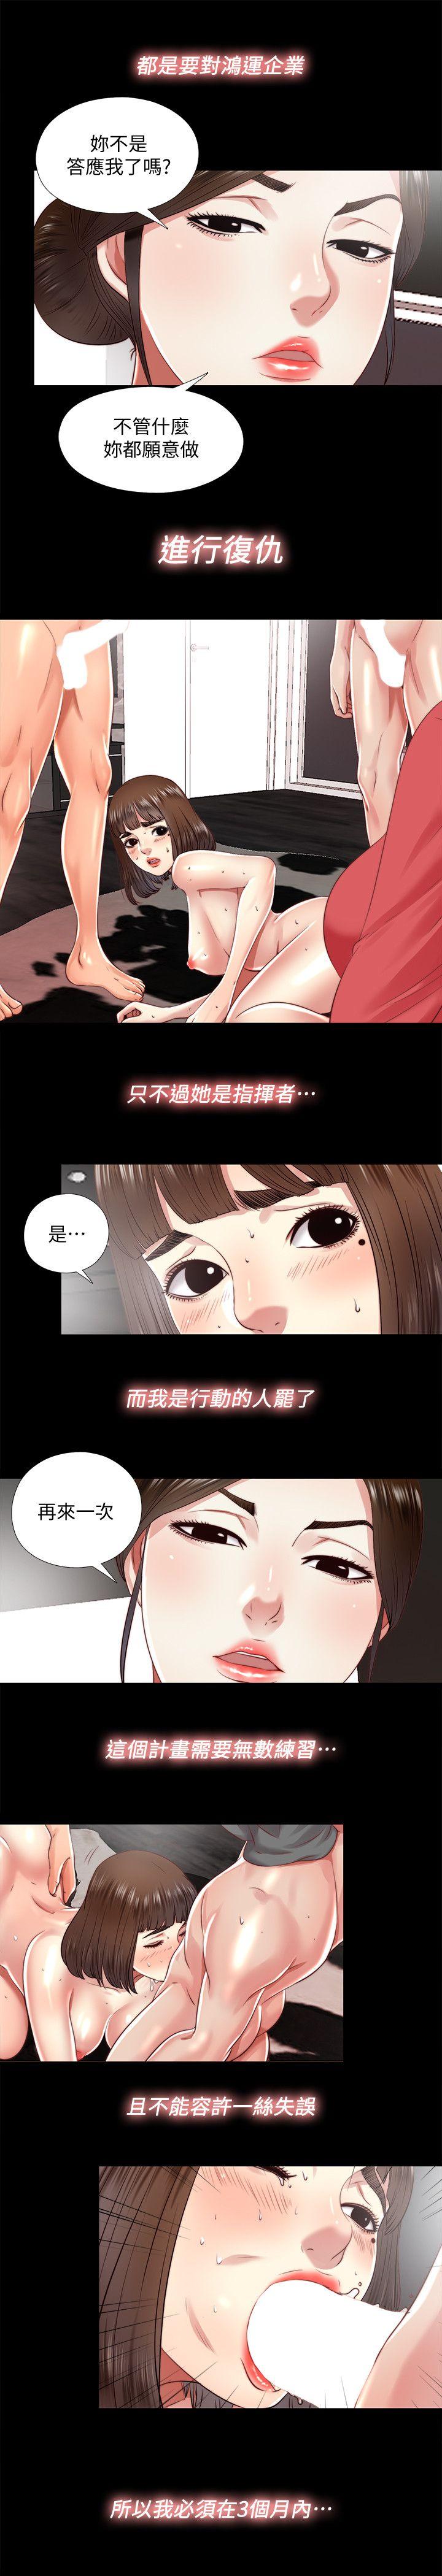 都是要對鴻運企業
妳不是
答應我了嗎?
不管什麼
妳都願意做
進行復仇
只不過她是指揮者…
是…
而我是行動的人罷了
再來一次
這個計畫需要無數練習…
且不能容許一絲失誤
所以我必須在3個月內…